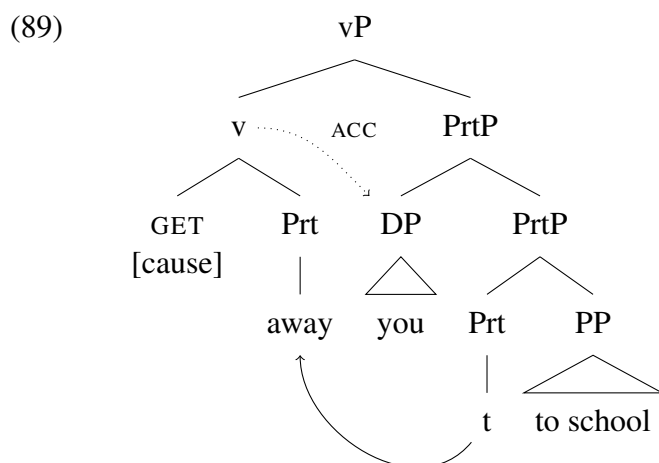 (89) vP
v ACC PrtP
GET Prt DP PrtP
[cause]
away you Prt PP
t to school